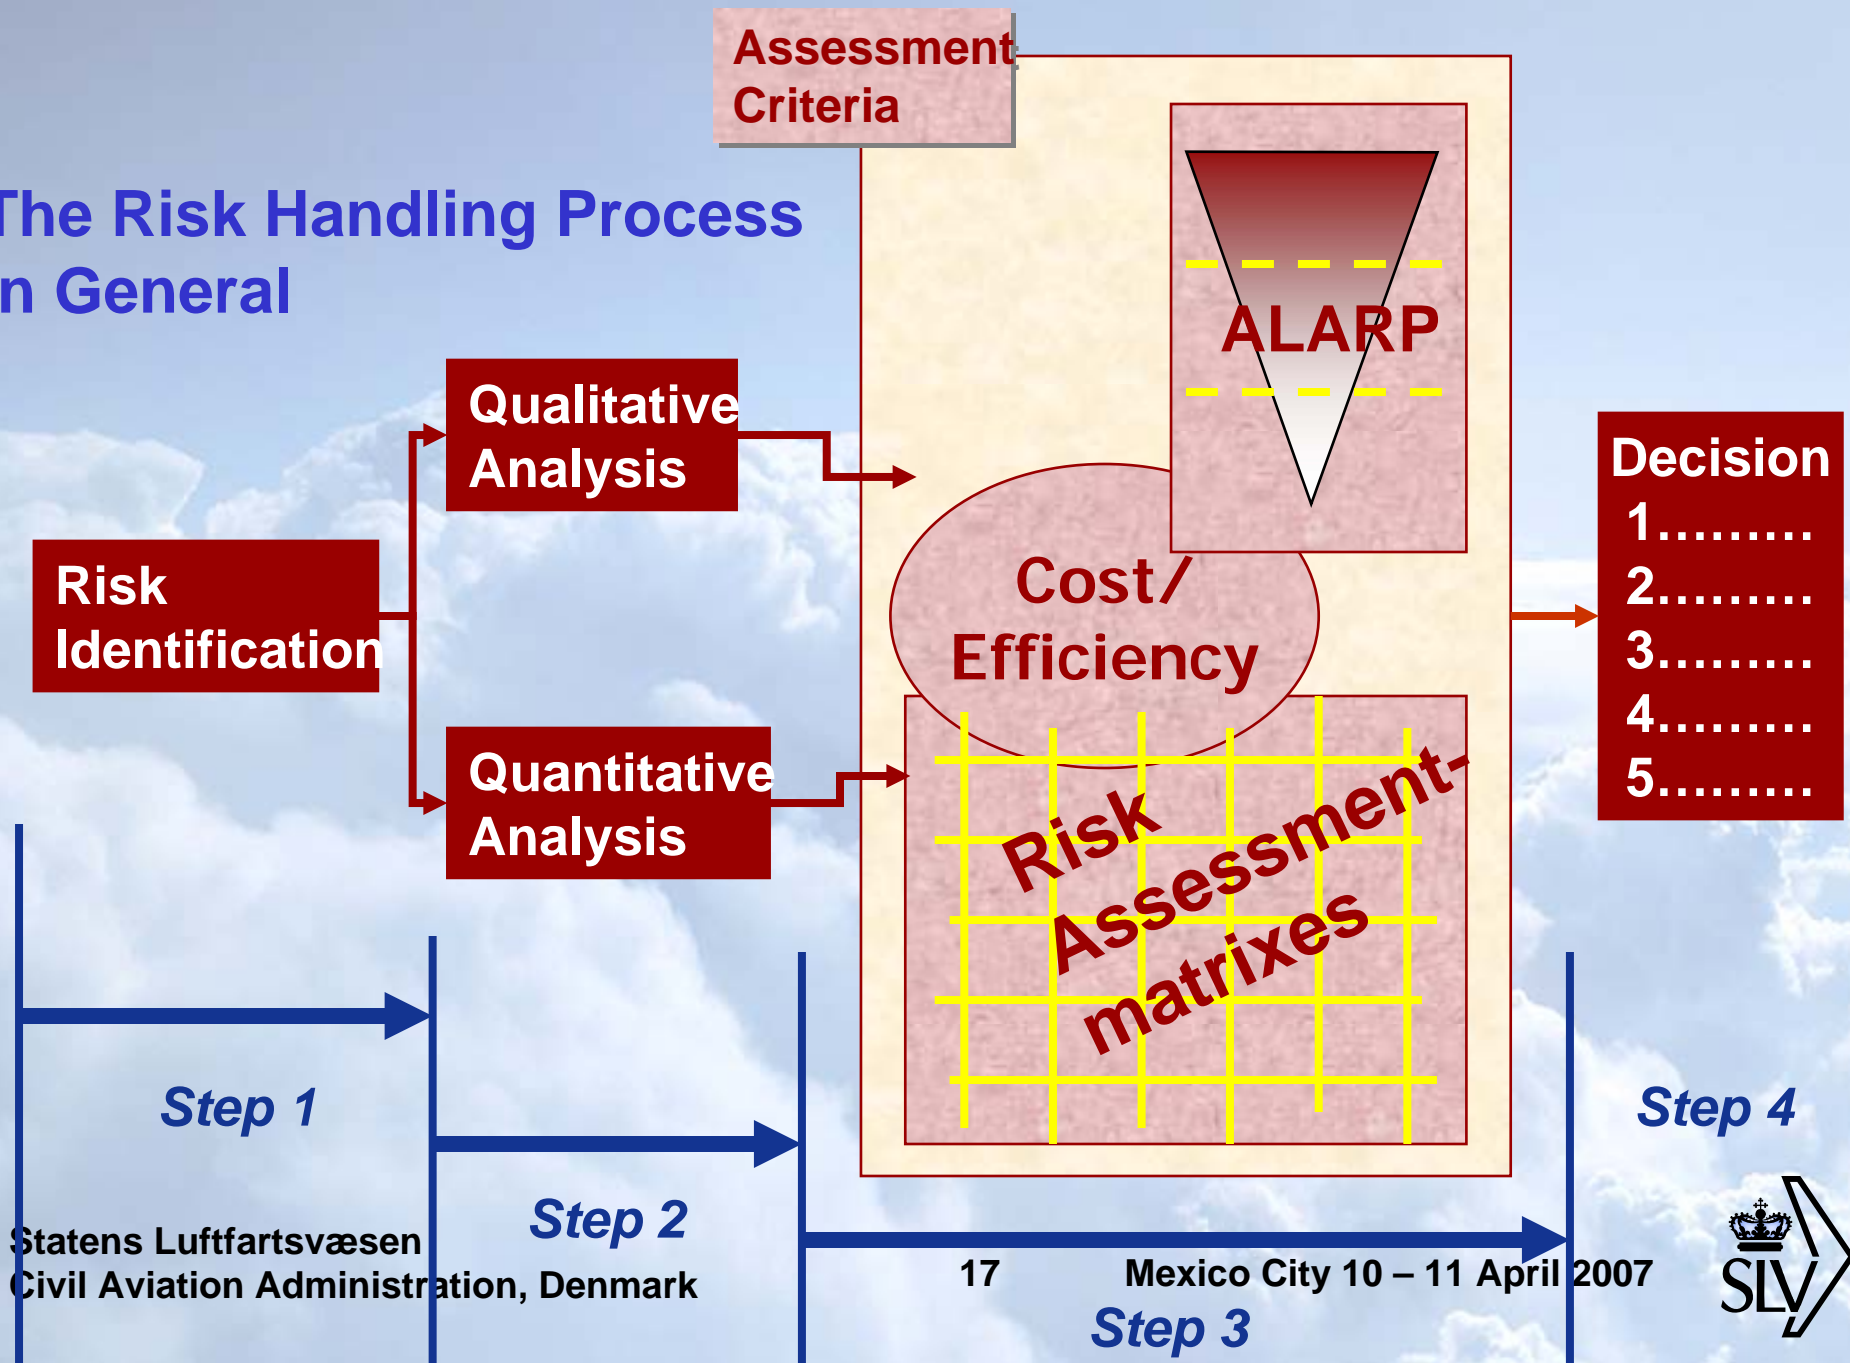 Assessment
Criteria
The Risk Handling Process
n General
ALARP
Qualitative
Analysis
Risk
Identification
Quantitative
Analysis
Cost/
Efficiency
Risk
Assessment-
matrixes
Decision
1………
2………
3………
4………
5………
Step 1
Step 2
Step 3
Step 4
Statens Luftfartsvæsen
Civil Aviation Administration, Denmark
17
Mexico City 10 – 11 April 2007
SLV